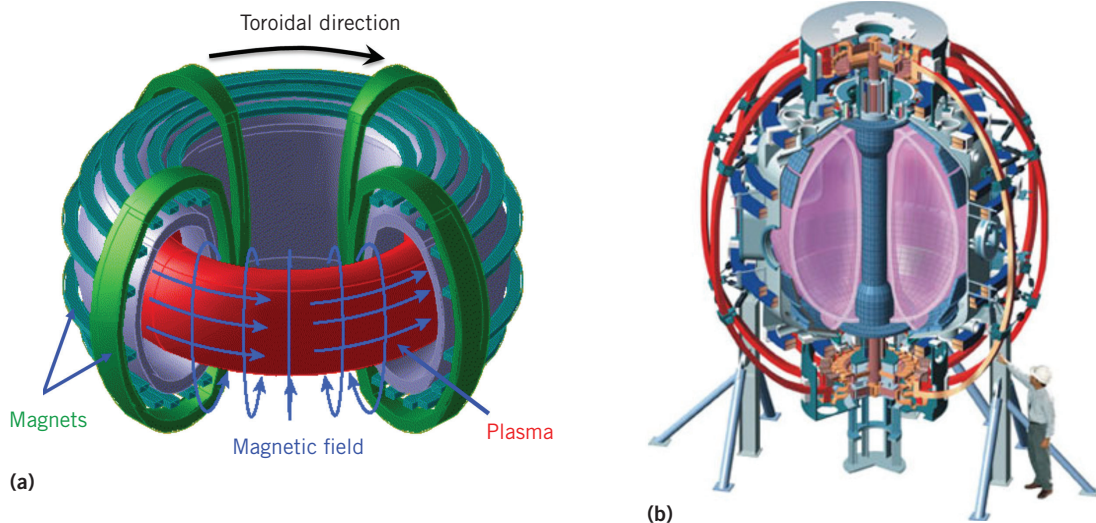 Toroidal direction
Magnets
Magnetic field
Plasma
(a)
(b)